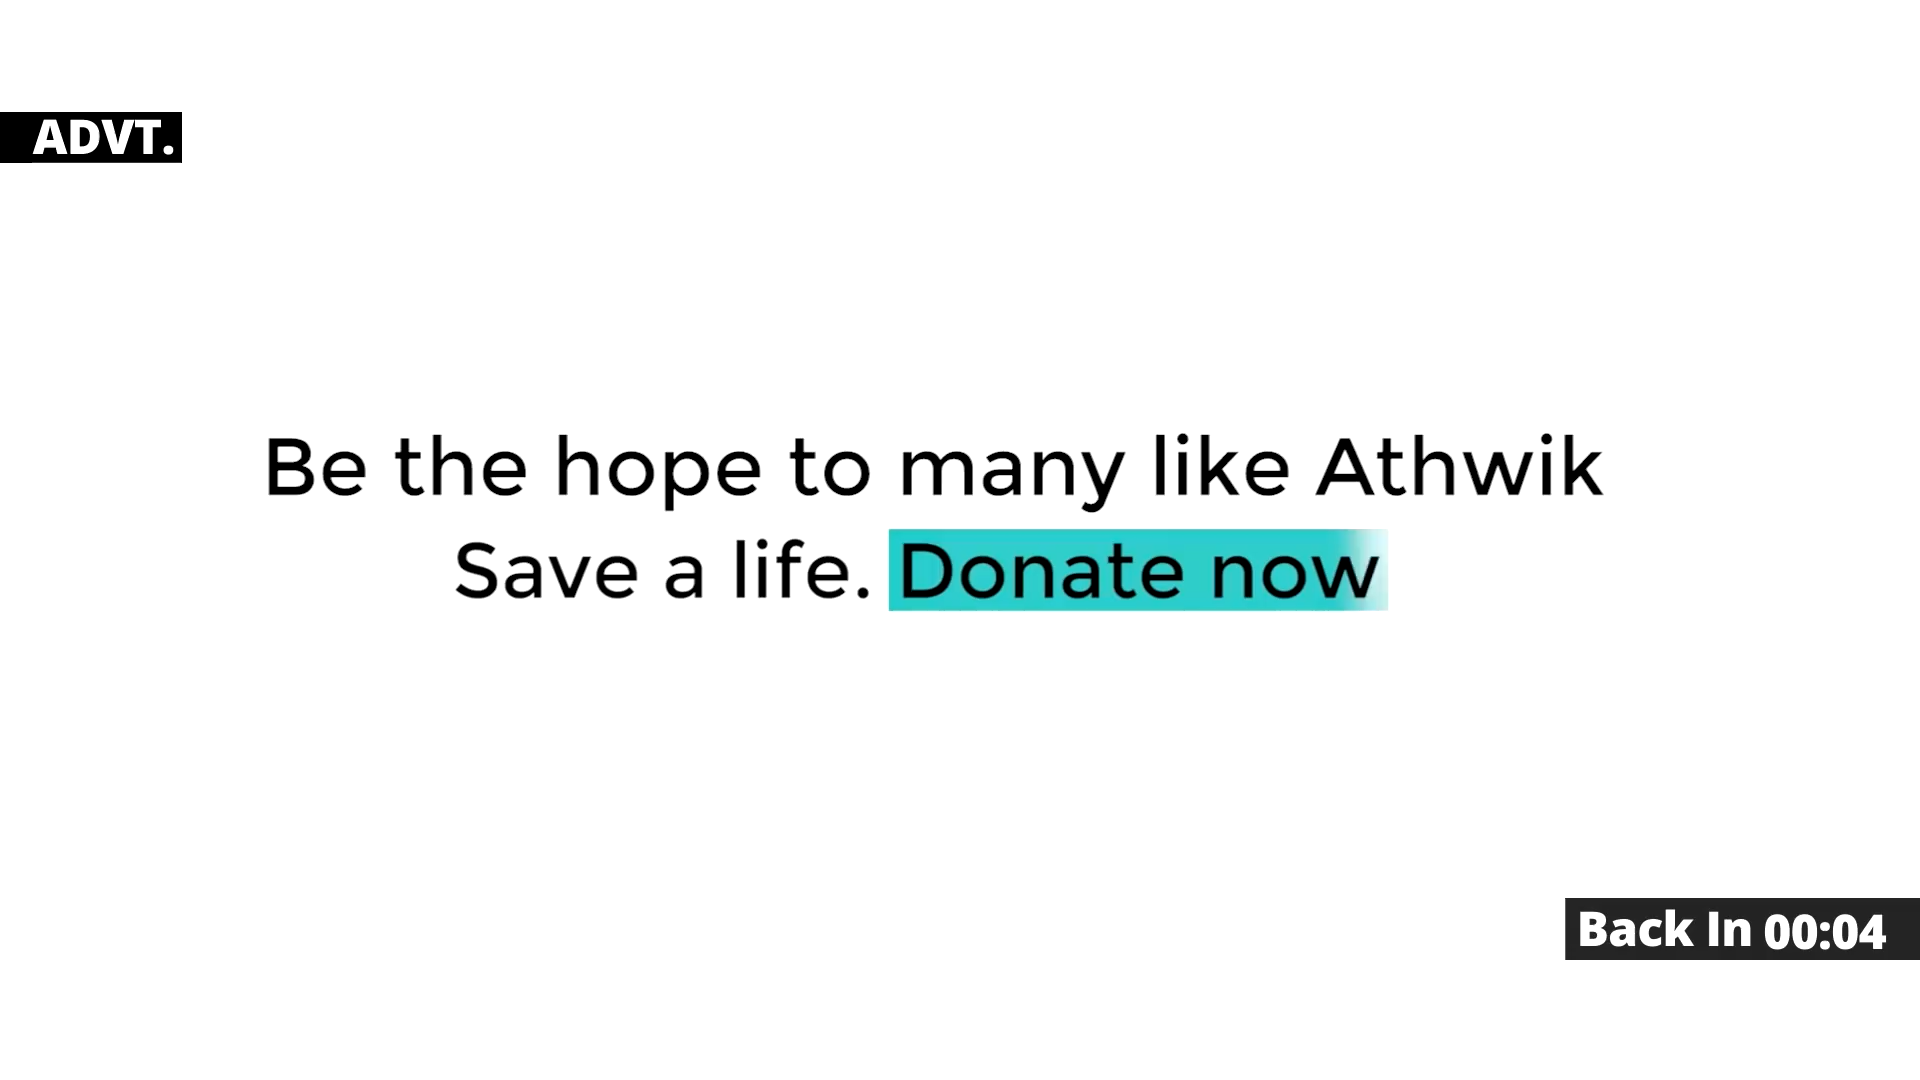 ADVT.
Be the hope to many like Athwik
Save a life. Donate now
Back In 00:04